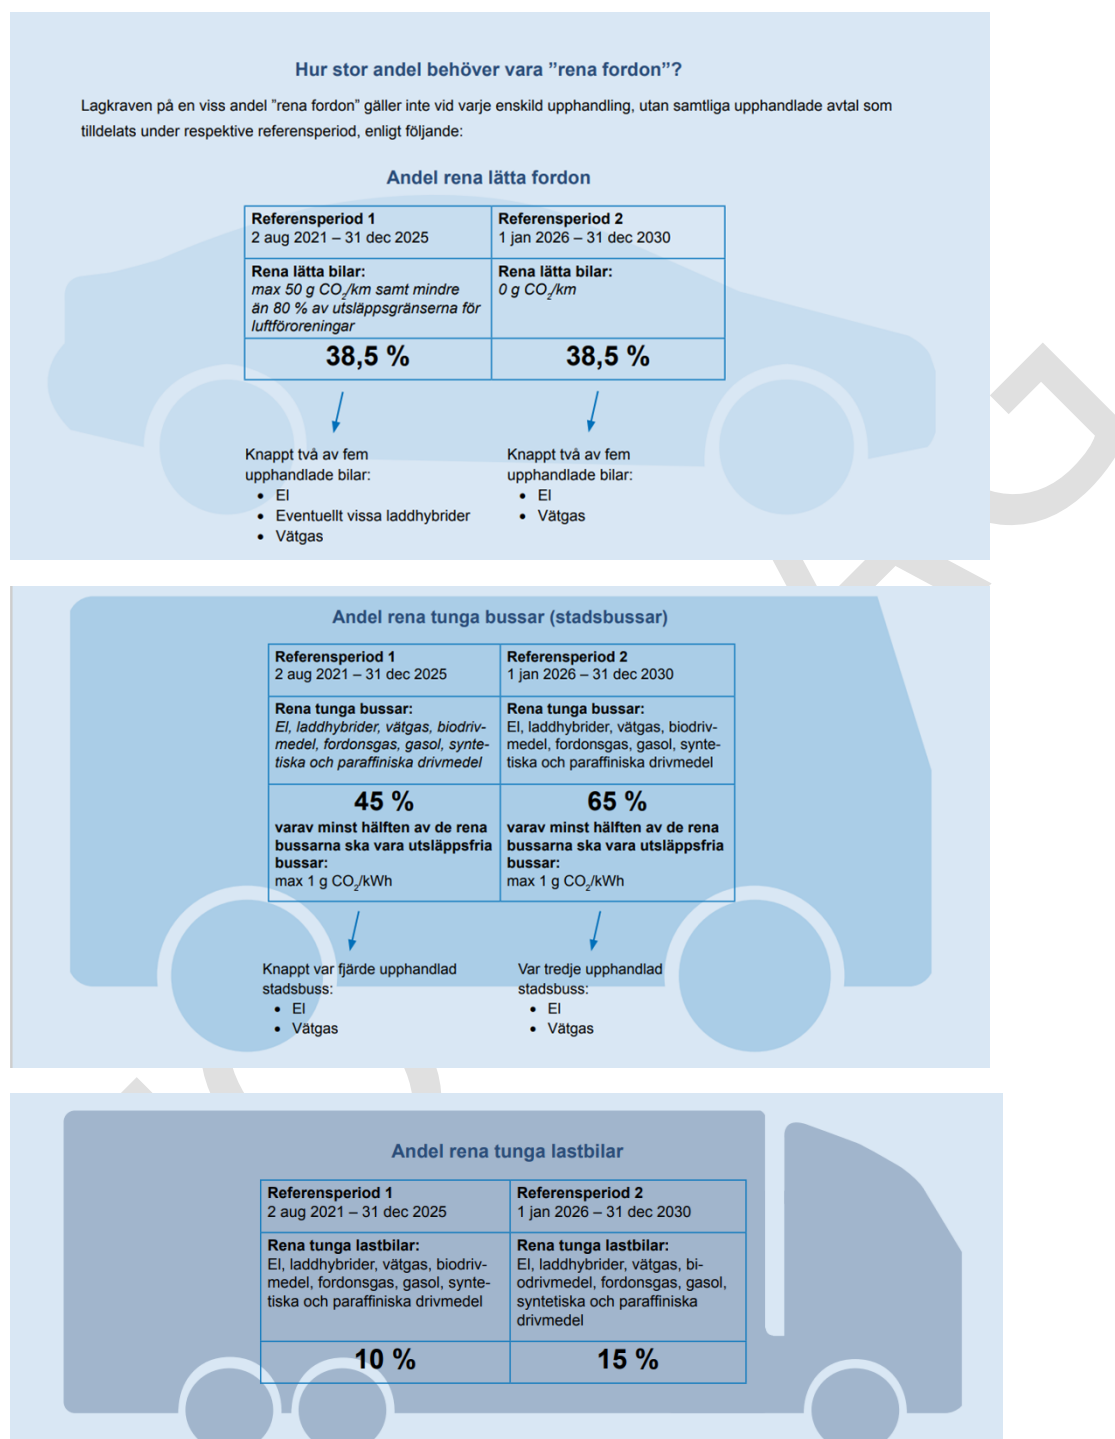 Hur stor andel behöver vara ”rena fordon”?
Lagkraven på en viss andel ”rena fordon” gäller inte vid varje enskild upphandling, utan samtliga upphandlade avtal som
tilldelats under respektive referensperiod, enligt följande:
Andel rena lätta fordon
Referensperiod 1
2 aug 2021 – 31 dec 2025
Referensperiod 2
1 jan 2026 – 31 dec 2030
Rena lätta bilar:
max 50 g CO2/km samt mindre
än 80 % av utsläppsgränserna för
luftföroreningar
Rena lätta bilar:
0 g CO2/km
38,5 %
38,5 %
Knappt två av fem
upphandlade bilar:
• El
• Eventuellt vissa laddhybrider
• Vätgas
Knappt två av fem
upphandlade bilar:
• El
• Vätgas
Andel rena tunga bussar (stadsbussar)
Referensperiod 1
2 aug 2021 – 31 dec 2025
Referensperiod 2
1 jan 2026 – 31 dec 2030
Rena tunga bussar:
El, laddhybrider, vätgas, biodriv-
medel, fordonsgas, gasol, synte-
tiska och paraffiniska drivmedel
Rena tunga bussar:
El, laddhybrider, vätgas, biodriv-
medel, fordonsgas, gasol, synte-
tiska och paraffiniska drivmedel
45 %
varav minst hälften av de rena
bussarna ska vara utsläppsfria
bussar:
max 1 g CO2/kWh
65 %
varav minst hälften av de rena
bussarna ska vara utsläppsfria
bussar:
max 1 g CO2/kWh
Knappt var fjärde upphandlad
stadsbuss:
• El
• Vätgas
Var tredje upphandlad
stadsbuss:
• El
• Vätgas
Andel rena tunga lastbilar
Referensperiod 1
2 aug 2021 – 31 dec 2025
Referensperiod 2
1 jan 2026 – 31 dec 2030
Rena tunga lastbilar:
El, laddhybrider, vätgas, biodriv-
medel, fordonsgas, gasol, synte-
tiska och paraffiniska drivmedel
Rena tunga lastbilar:
El, laddhybrider, vätgas, bi-
odrivmedel, fordonsgas, gasol,
syntetiska och paraffiniska
drivmedel
10 %
15 %